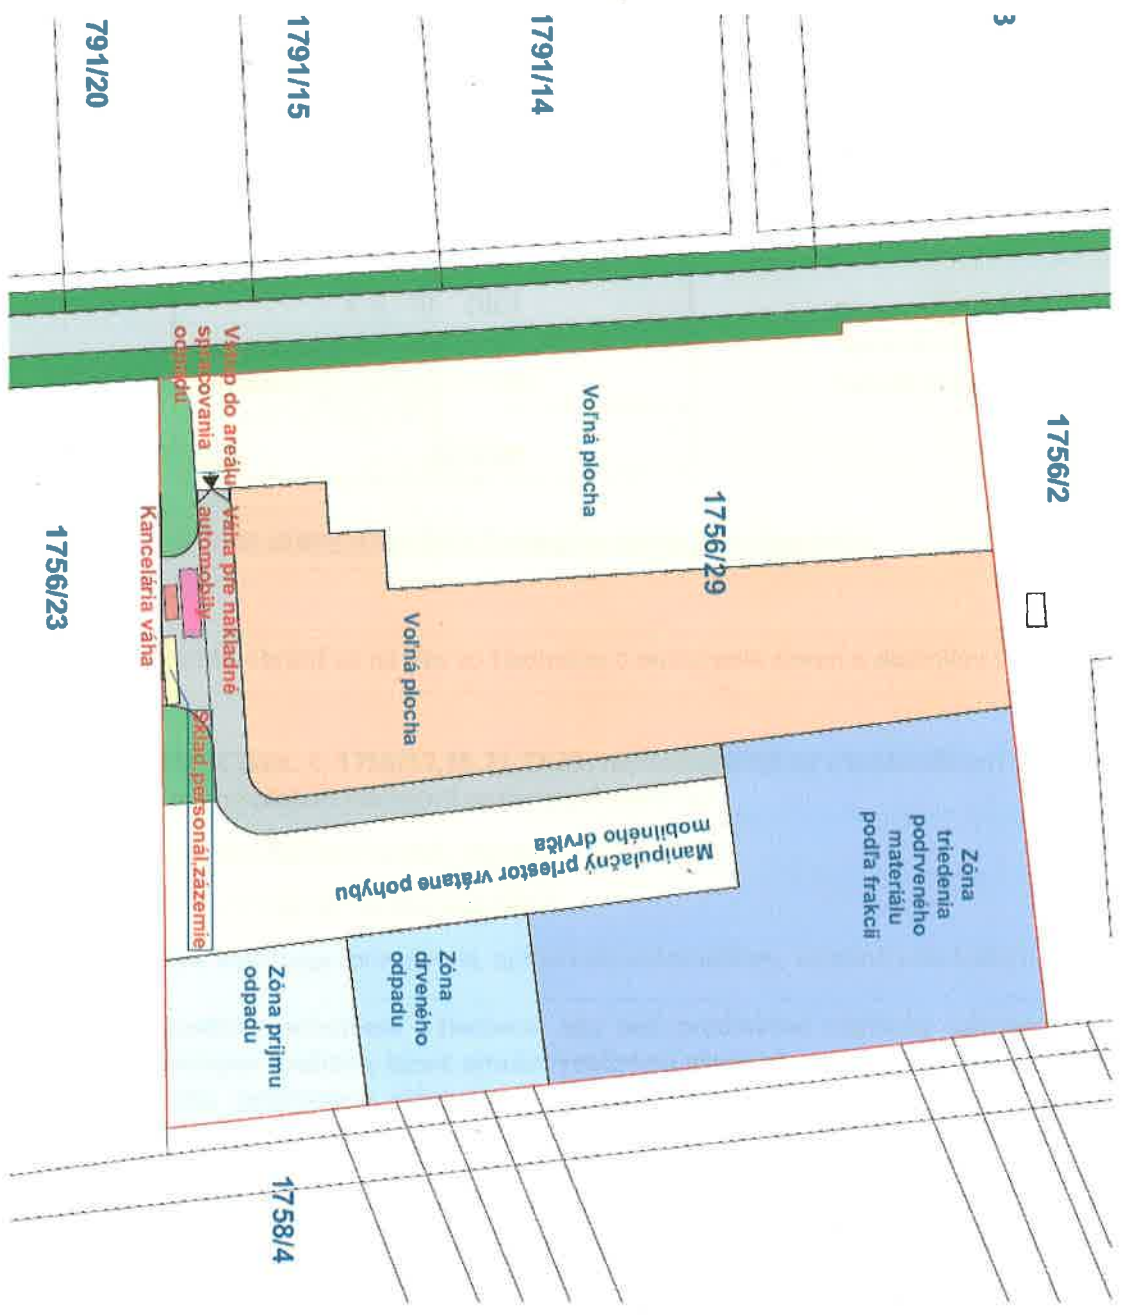 791/20
1791/15
1791/14
3
1756/2
1756/29
1756/23
1758/4
Voľná plocha
Voľná plocha
Vstup do areálu
spracovania
odpadu
Váha pre nakladné
automobily
Kancelária váha
Sklad,personál,zázemie
Manipulačný priestor vrátane pohybu
mobilného drviča
Zóna
triedenia
podrveného
materiálu
podľa frakcii
Zóna
drveného
odpadu
Zóna príjmu
odpadu